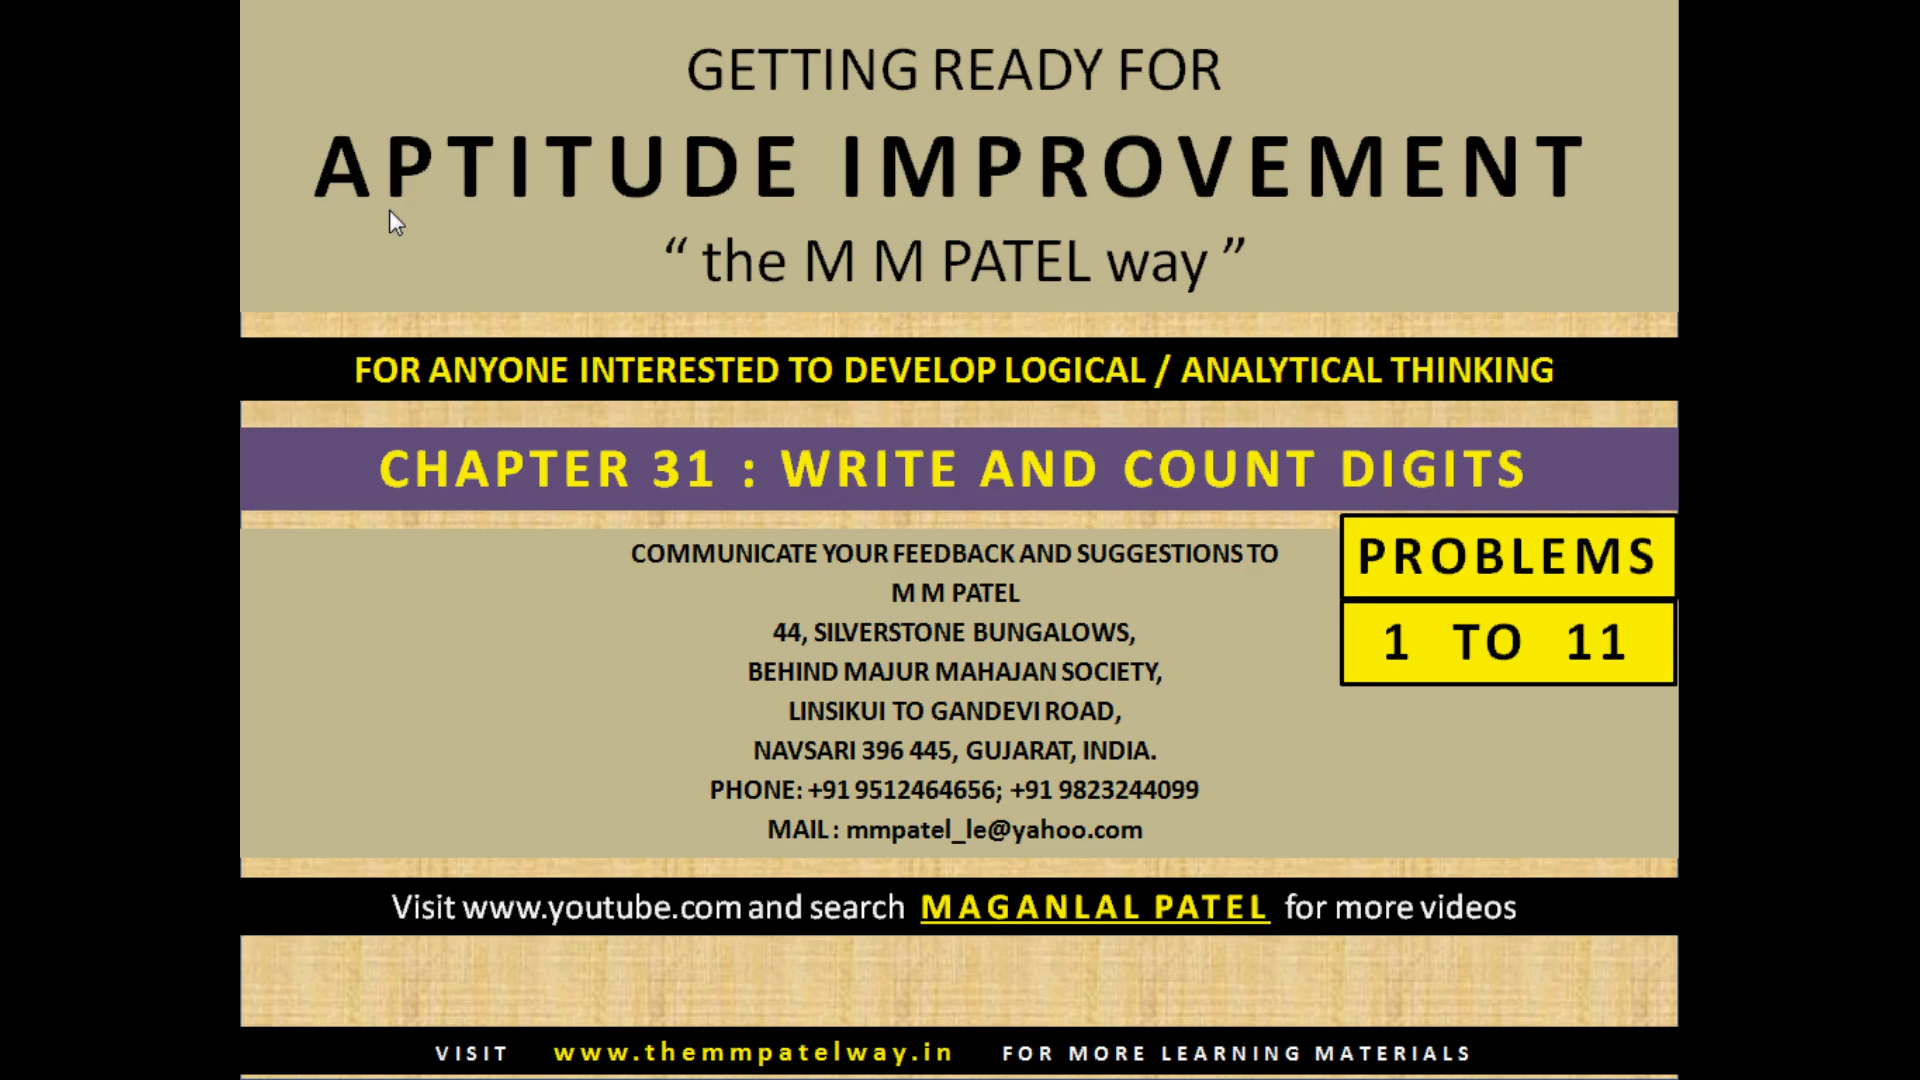 GETTING READY FOR
APTITUDE IMPROVEMENT
“ the M M PATEL way ”
FOR ANYONE INTERESTED TO DEVELOP LOGICAL / ANALYTICAL THINKING
CHAPTER 31 : WRITE AND COUNT DIGITS
PROBLEMS
1 TO 11
COMMUNICATE YOUR FEEDBACK AND SUGGESTIONS TO
M M PATEL
44, SILVERSTONE BUNGALOWS,
BEHIND MAJUR MAHAJAN SOCIETY,
LINSIKUI TO GANDEVI ROAD,
NAVSARI 396 445, GUJARAT, INDIA.
PHONE: +91 9512464656; +91 9823244099
MAIL : mmpatel_le@yahoo.com
Visit www.youtube.com and search MAGANLAL PATEL for more videos
VISIT www.themmpatelway.in FOR MORE LEARNING MATERIALS